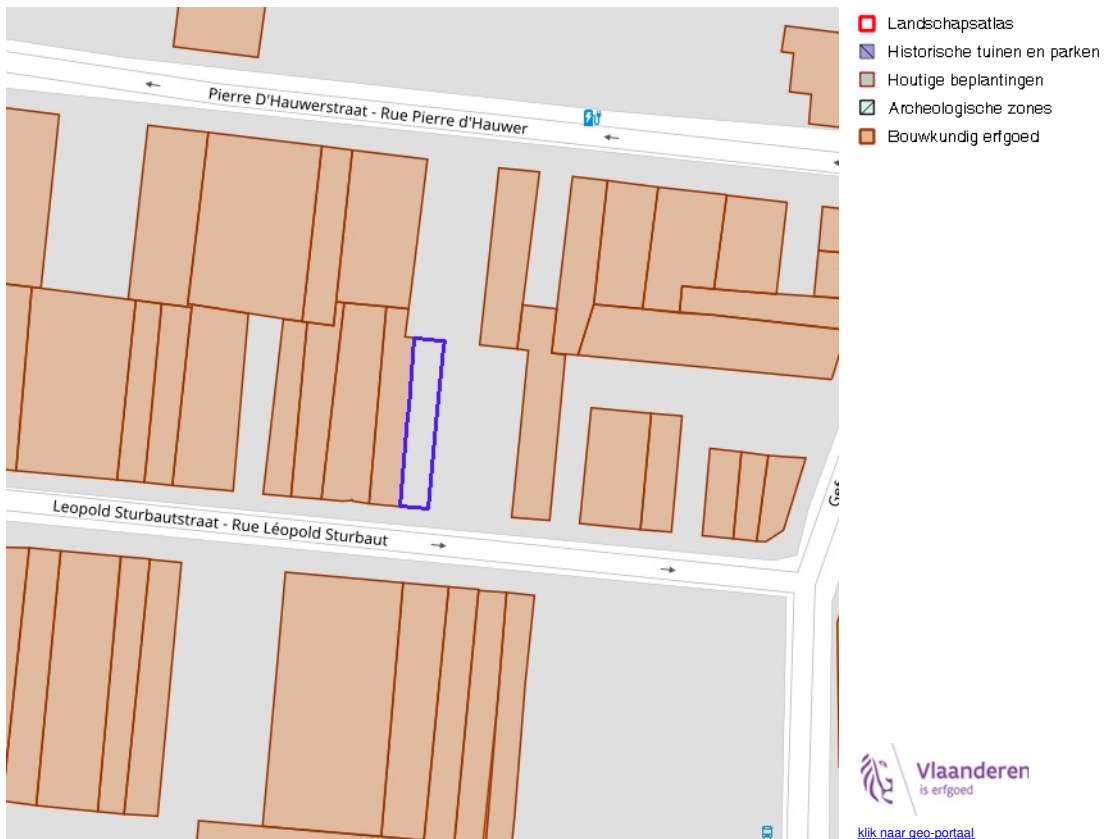 Pierre D'Hauwerstraat - Rue Pierre d'Hauwer
Leopold Sturbautstraat - Rue Léopold Sturbaut
Landschapsatlas
Historische tuinen en parken
Houtige beplantingen
Archeologische zones
Bouwkundig erfgoed
Vlaanderen
is erfgoed
klik naar geo-portaal